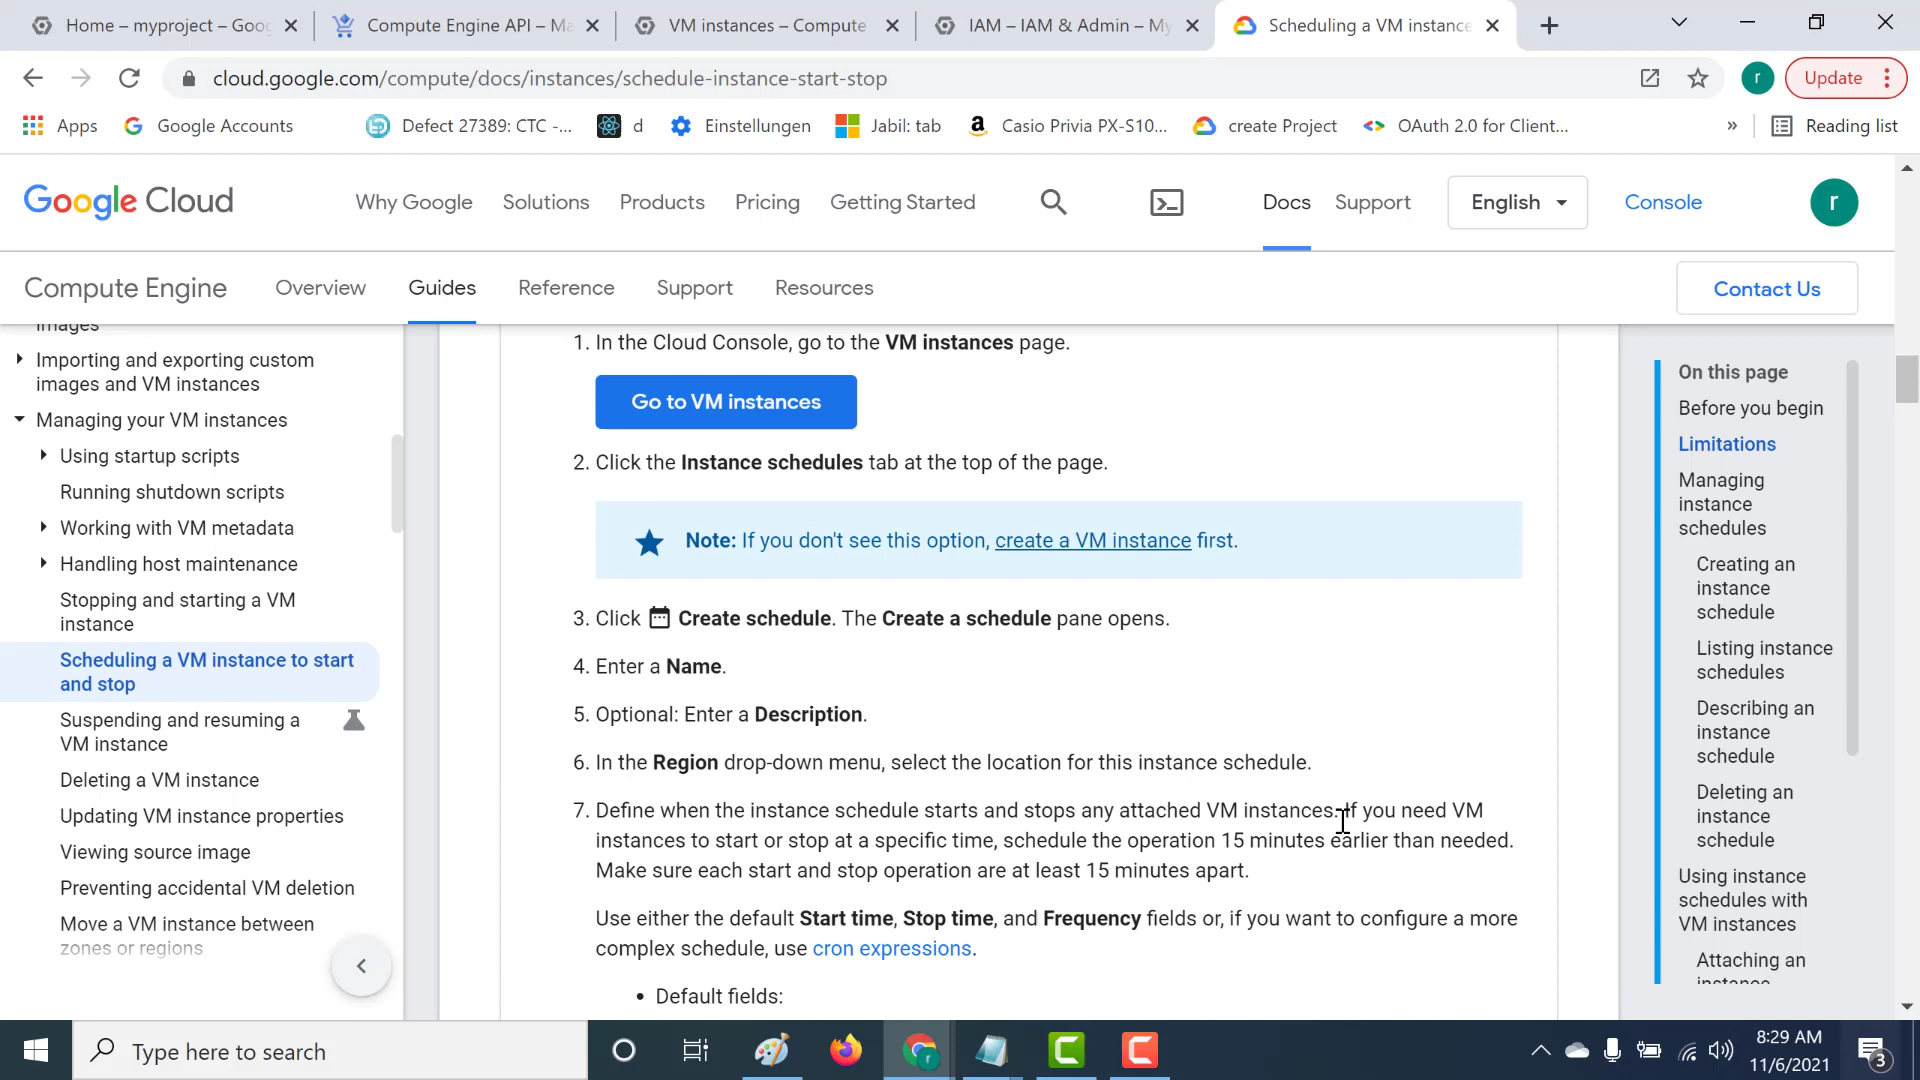 Home – myproject – Goog
Compute Engine API – Ma
VM instances – Compute
IAM – IAM & Admin – My
Scheduling a VM instance
cloud.google.com/compute/docs/instances/schedule-instance-start-stop
r
Update
Apps
Google Accounts
Defect 27389: CTC -...
d
Einstellungen
Jabil: tab
Casio Privia PX-S10...
create Project
OAuth 2.0 for Client...
»
Reading list
Google Cloud
Why Google
Solutions
Products
Pricing
Getting Started
Docs
Support
English
Console
r
Compute Engine
Overview
Guides
Reference
Support
Resources
Contact Us
images
Importing and exporting custom
images and VM instances
Managing your VM instances
Using startup scripts
Running shutdown scripts
Working with VM metadata
Handling host maintenance
Stopping and starting a VM
instance
Scheduling a VM instance to start
and stop
Suspending and resuming a
VM instance
Deleting a VM instance
Updating VM instance properties
Viewing source image
Preventing accidental VM deletion
Move a VM instance between
zones or regions
1. In the Cloud Console, go to the VM instances page.
Go to VM instances
2. Click the Instance schedules tab at the top of the page.
Note: If you don't see this option, create a VM instance first.
3. Click Create schedule. The Create a schedule pane opens.
4. Enter a Name.
5. Optional: Enter a Description.
6. In the Region drop-down menu, select the location for this instance schedule.
7. Define when the instance schedule starts and stops any attached VM instances. If you need VM
instances to start or stop at a specific time, schedule the operation 15 minutes earlier than needed.
Make sure each start and stop operation are at least 15 minutes apart.
Use either the default Start time, Stop time, and Frequency fields or, if you want to configure a more
complex schedule, use cron expressions.
• Default fields:
On this page
Before you begin
Limitations
Managing
instance
schedules
Creating an
instance
schedule
Listing instance
schedules
Describing an
instance
schedule
Deleting an
instance
schedule
Using instance
schedules with
VM instances
Attaching an
instance
Type here to search
8:29 AM
11/6/2021
3